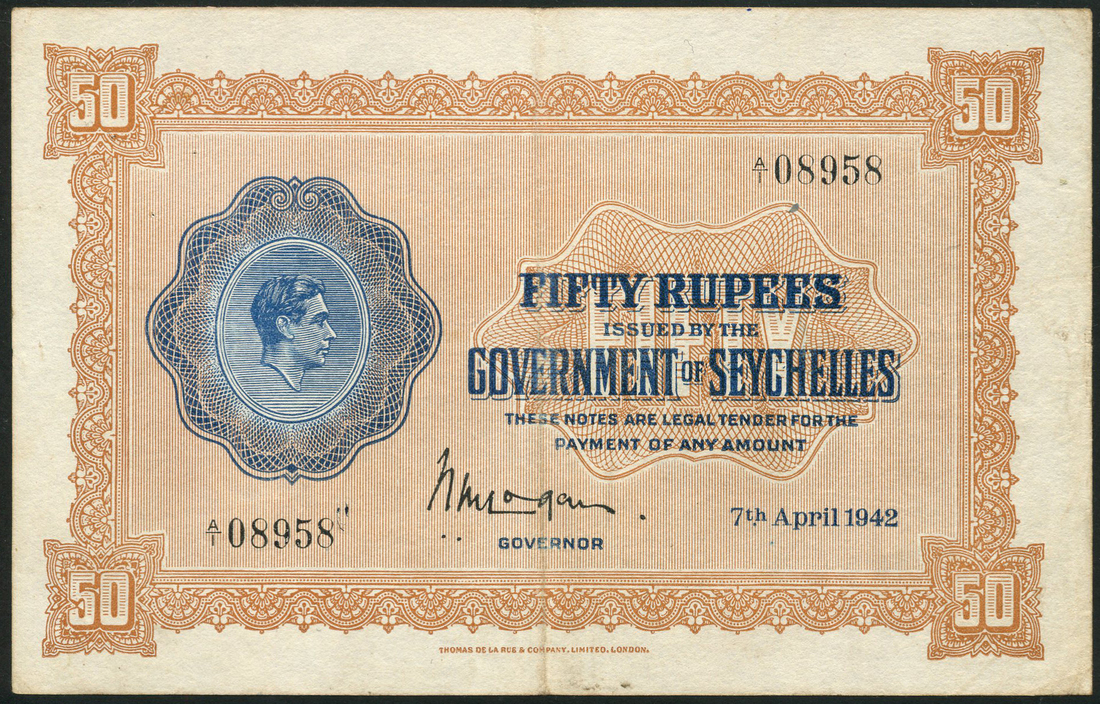 50 50
A/1 08958
FIFTY RUPEES
ISSUED BY THE
GOVERNMENT OF SEYCHELLES
THESE NOTES ARE LEGAL TENDER FOR THE
PAYMENT OF ANY AMOUNT
7th April 1942
A/1 08958
GOVERNOR
50 50
THOMAS DE LA RUE & COMPANY, LIMITED, LONDON.